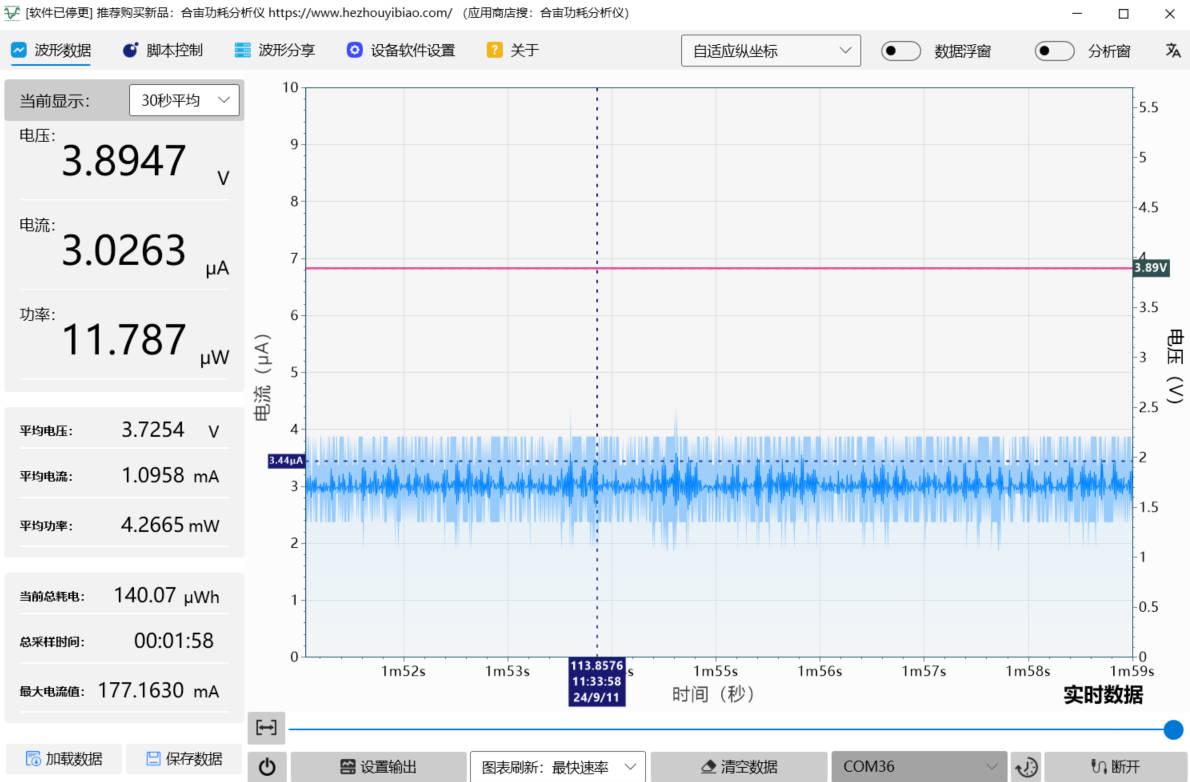 [软件已停更] 推荐购买新品：合宙功耗分析仪 https://www.hezhouyibiao.com/ （应用商店搜：合宙功耗分析仪）
波形数据 脚本控制 波形分享 设备软件设置 关于 自适应纵坐标 数据浮窗 分析窗
当前显示： 30秒平均
电压：
3.8947 V
电流：
3.0263 μA
功率：
11.787 μW
平均电压： 3.7254 V
平均电流： 1.0958 mA
平均功率： 4.2665 mW
当前总耗电： 140.07 μWh
总采样时间： 00:01:58
最大电流值： 177.1630 mA
加载数据 保存数据
电流（μA）
10
9
8
7
6
5
4
3.44μA
3
2
1
0
5.5
5
4.5
4
3.89V
3.5
3
2.5
2
1.5
1
0.5
0
电压（V）
1m52s 1m53s s 1m55s 1m56s 1m57s 1m58s 1m59s
113.8576
11:33:58
24/9/11
时间（秒）
实时数据
设置输出 图表刷新：最快速率 清空数据 COM36 断开